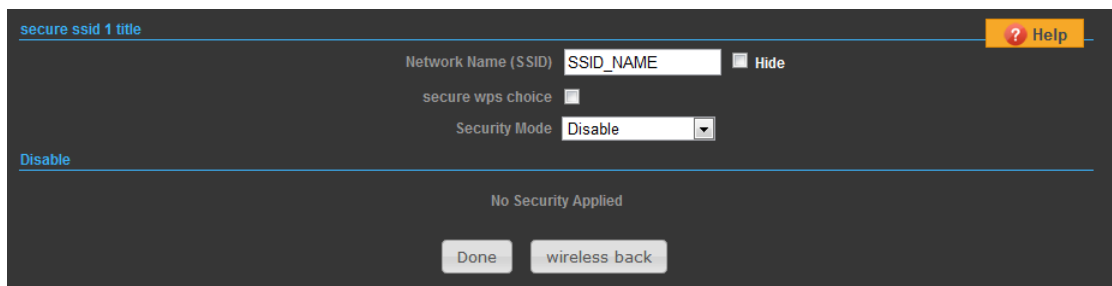 secure ssid 1 title
? Help
Network Name (SSID) SSID_NAME Hide
secure wps choice
Security Mode Disable
Disable
No Security Applied
Done wireless back